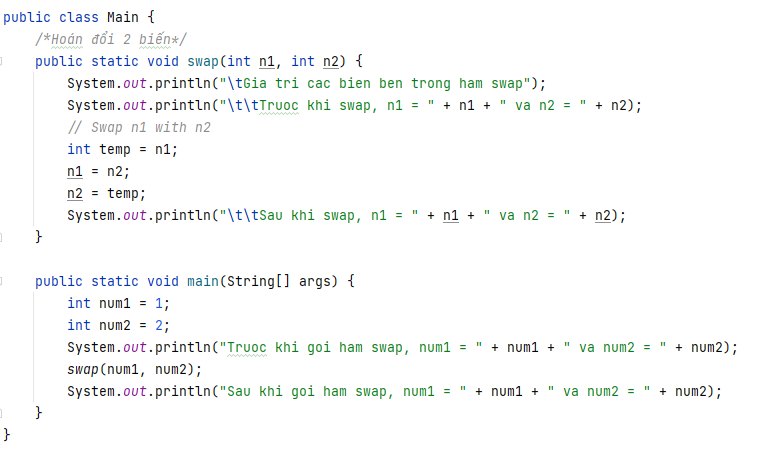 public class Main {
    /*Hoán đổi 2 biến*/
    public static void swap(int n1, int n2) {
        System.out.println("\tGia tri cac bien ben trong ham swap");
        System.out.println("\t\tTruoc khi swap, n1 = " + n1 + " va n2 = " + n2);
        // Swap n1 with n2
        int temp = n1;
        n1 = n2;
        n2 = temp;
        System.out.println("\t\tSau khi swap, n1 = " + n1 + " va n2 = " + n2);
    }
    public static void main(String[] args) {
        int num1 = 1;
        int num2 = 2;
        System.out.println("Truoc khi goi ham swap, num1 = " + num1 + " va num2 = " + num2);
        swap(num1, num2);
        System.out.println("Sau khi goi ham swap, num1 = " + num1 + " va num2 = " + num2);
    }
}